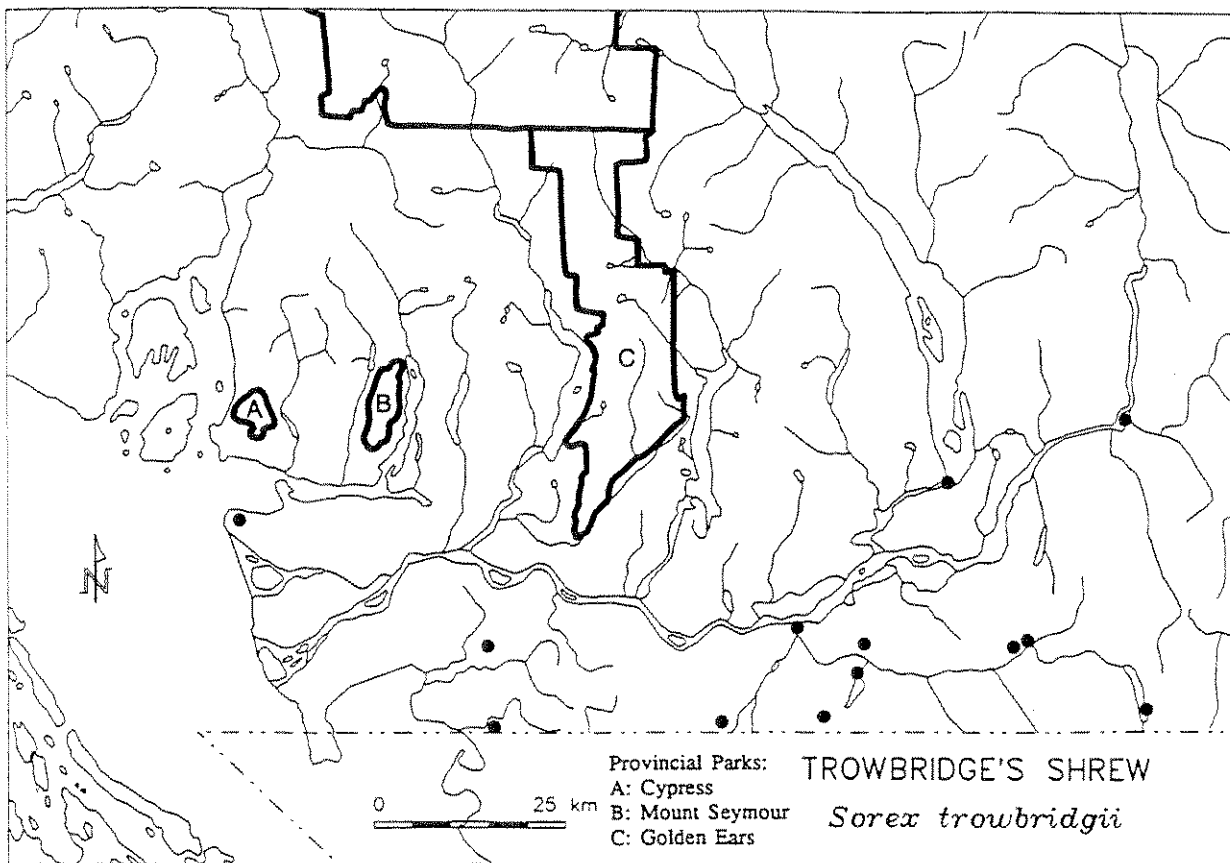 A
B
C
N
0 25 km
Provincial Parks:
A: Cypress
B: Mount Seymour
C: Golden Ears
TROWBRIDGE'S SHREW
Sorex trowbridgii